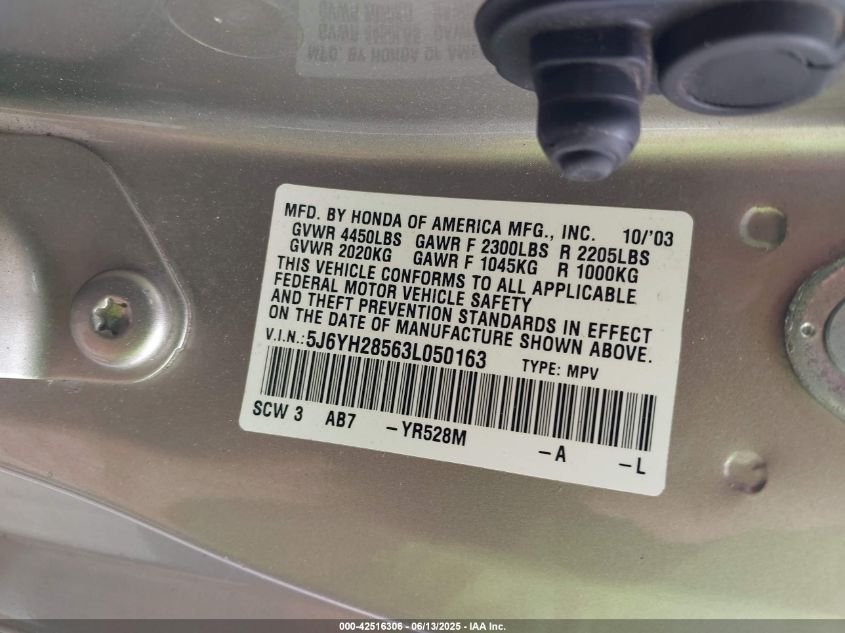 MFD. BY HONDA OF AMERICA MFG., INC. 10/'03
GVWR 4450LBS GAWR F 2300LBS R 2205LBS
GVWR 2020KG GAWR F 1045KG R 1000KG
THIS VEHICLE CONFORMS TO ALL APPLICABLE
FEDERAL MOTOR VEHICLE SAFETY
AND THEFT PREVENTION STANDARDS IN EFFECT
ON THE DATE OF MANUFACTURE SHOWN ABOVE.
V.I.N.:5J6YH28563L050163 TYPE: MPV
SCW 3 AB7 -YR528M -A -L
000-42516306 - 06/13/2025 - IAA Inc.